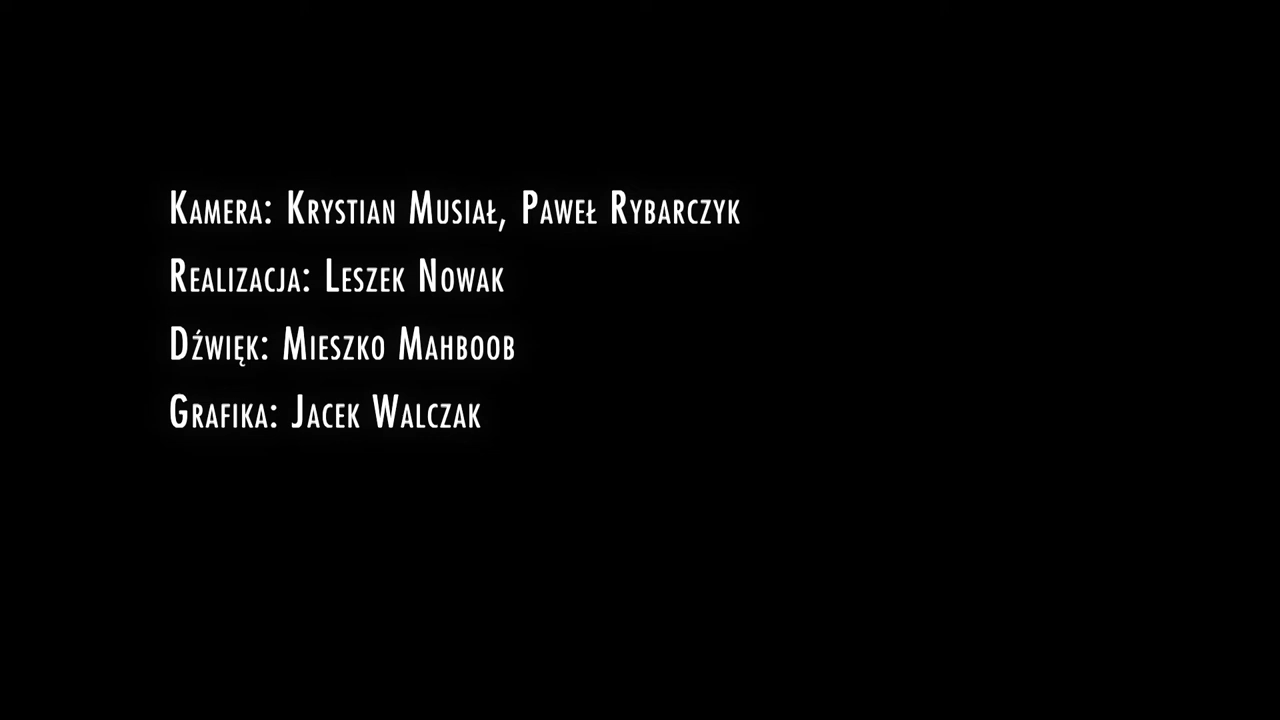 Kamera: Krystian Musiał, Paweł Rybarczyk
Realizacja: Leszek Nowak
Dźwięk: Mieszko Mahboob
Grafika: Jacek Walczak